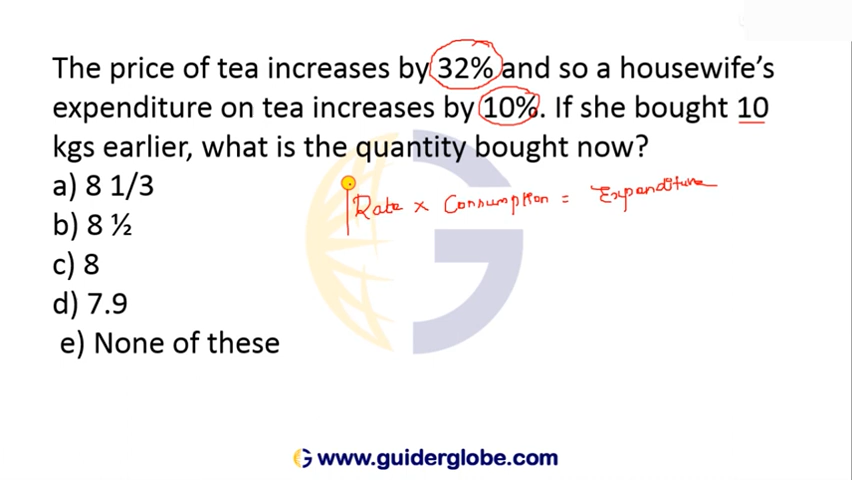 The price of tea increases by 32% and so a housewife’s
expenditure on tea increases by 10%. If she bought 10
kgs earlier, what is the quantity bought now?
a) 8 1/3
Rate × Consumption = Expenditure
b) 8 ½
c) 8
d) 7.9
e) None of these
www.guiderglobe.com